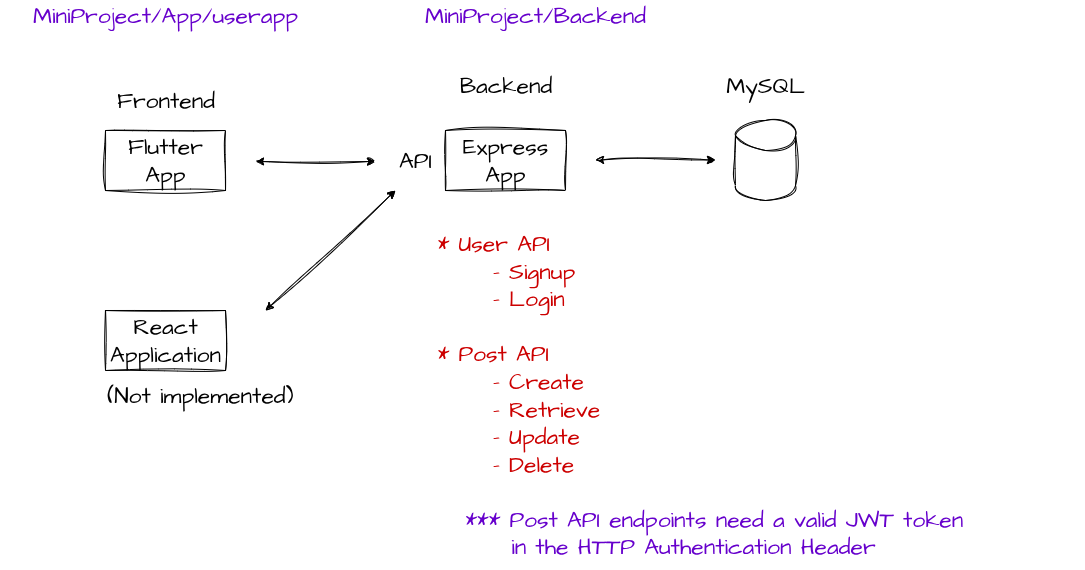 MiniProject/App/userapp
MiniProject/Backend
Frontend
Backend
MySQL
Flutter
App
API
Express
App
* User API
- Signup
- Login
React
Application
(Not implemented)
* Post API
- Create
- Retrieve
- Update
- Delete
*** Post API endpoints need a valid JWT token
in the HTTP Authentication Header